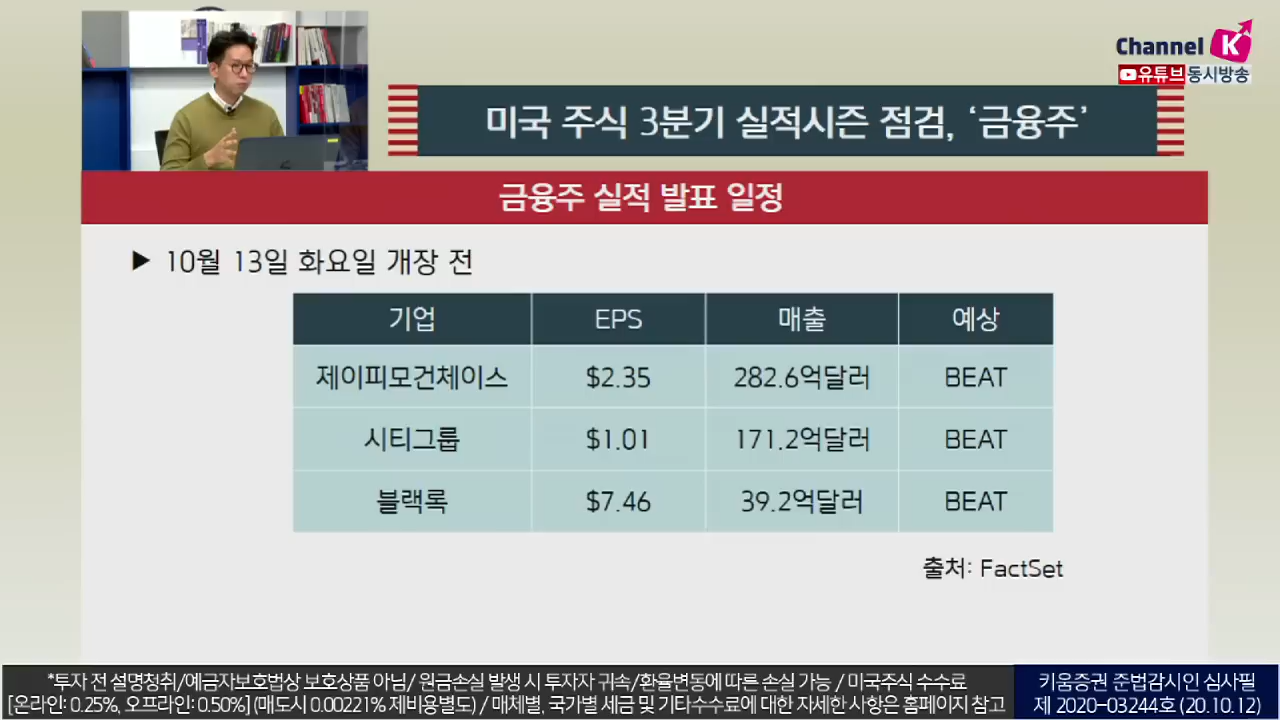 Channel K
유튜브 동시방송
미국 주식 3분기 실적시즌 점검, ‘금융주’
금융주 실적 발표 일정
▶ 10월 13일 화요일 개장 전
기업 EPS 매출 예상
제이피모건체이스 $2.35 282.6억달러 BEAT
시티그룹 $1.01 171.2억달러 BEAT
블랙록 $7.46 39.2억달러 BEAT
출처: FactSet
*투자 전 설명청취/예금자보호법상 보호상품 아님/ 원금손실 발생 시 투자자 귀속/환율변동에 따른 손실 가능 / 미국주식 수수료
[온라인: 0.25%, 오프라인: 0.50%] (매도시 0.00221% 제비용별도) / 매체별, 국가별 세금 및 기타수수료에 대한 자세한 사항은 홈페이지 참고
키움증권 준법감시인 심사필
제 2020-03244호 (20.10.12)